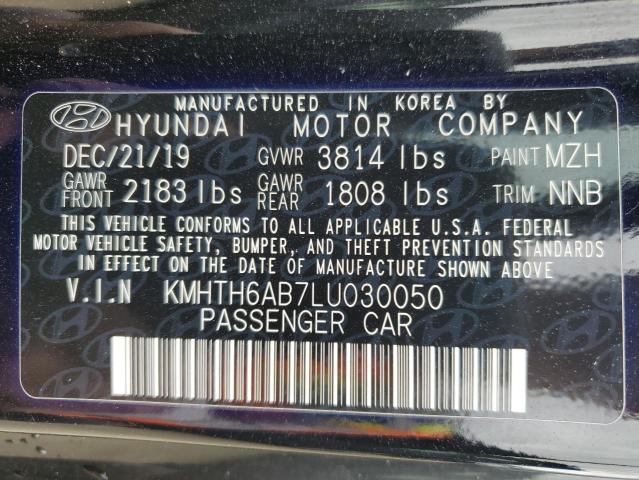 MANUFACTURED IN KOREA BY
HYUNDAI MOTOR COMPANY
DEC/21/19 GVWR 3814 lbs PAINT MZH
GAWR FRONT 2183 lbs GAWR REAR 1808 lbs TRIM NNB
THIS VEHICLE CONFORMS TO ALL APPLICABLE U.S.A. FEDERAL
MOTOR VEHICLE SAFETY, BUMPER, AND THEFT PREVENTION STANDARDS
IN EFFECT ON THE DATE OF MANUFACTURE SHOWN ABOVE
V.I.N KMHTH6AB7LU030050
PASSENGER CAR